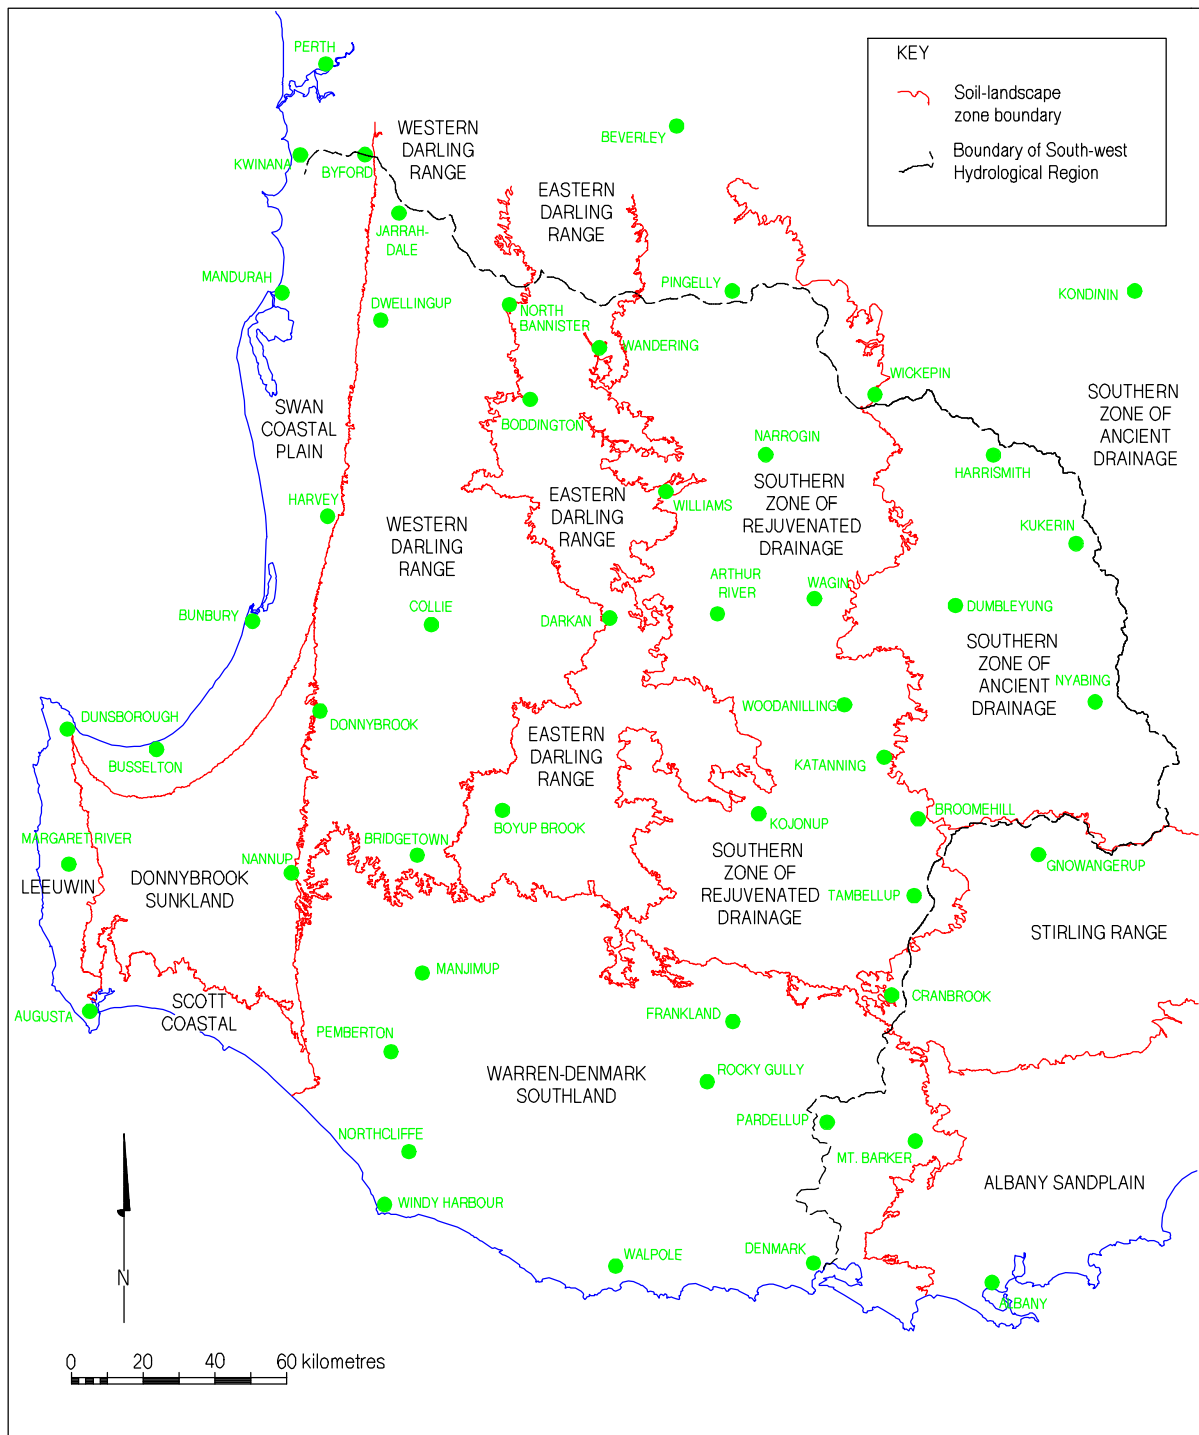 PERTH
KEY
Soil-landscape
zone boundary
Boundary of South-west
Hydrological Region
WESTERN
DARLING
RANGE
BEVERLEY
KWINANA
BYFORD
EASTERN
DARLING
RANGE
JARRAH-
DALE
MANDURAH
PINGELLY
KONDININ
DWELLINGUP
NORTH
BANNISTER
WANDERING
WICKEPIN
SWAN
COASTAL
PLAIN
BODDINGTON
SOUTHERN
ZONE OF
ANCIENT
DRAINAGE
NARROGIN
HARRISMITH
HARVEY
EASTERN
DARLING
RANGE
WILLIAMS
SOUTHERN
ZONE OF
REJUVENATED
DRAINAGE
WESTERN
DARLING
RANGE
KUKERIN
ARTHUR
RIVER
WAGIN
BUNBURY
COLLIE
DARKAN
DUMBLEYUNG
SOUTHERN
ZONE OF
ANCIENT
DRAINAGE
NYABING
DUNSBOROUGH
DONNYBROOK
WOODANILLING
BUSSELTON
EASTERN
DARLING
RANGE
KATANNING
MARGARET RIVER
BRIDGETOWN
BOYUP BROOK
KOJONUP
BROOMEHILL
LEEUWIN
DONNYBROOK
SUNKLAND
NANNUP
SOUTHERN
ZONE OF
REJUVENATED
DRAINAGE
GNOWANGERUP
TAMBELLUP
STIRLING RANGE
MANJIMUP
AUGUSTA
SCOTT
COASTAL
CRANBROOK
FRANKLAND
PEMBERTON
WARREN-DENMARK
SOUTHLAND
ROCKY GULLY
PARDELLUP
NORTHCLIFFE
MT. BARKER
ALBANY SANDPLAIN
WINDY HARBOUR
WALPOLE
DENMARK
N
ALBANY
0 20 40 60 kilometres